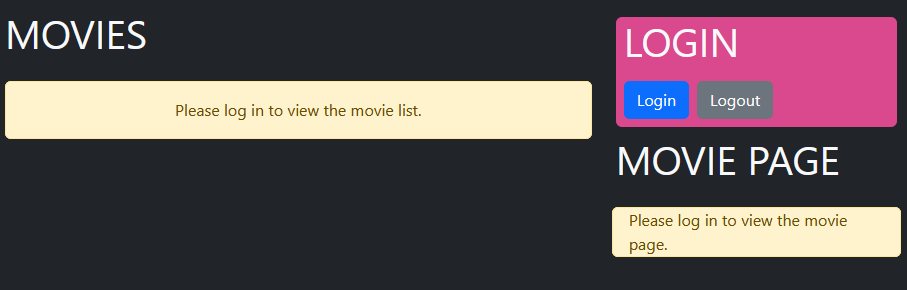 MOVIES
Please log in to view the movie list.
LOGIN
Login Logout
MOVIE PAGE
Please log in to view the movie
page.